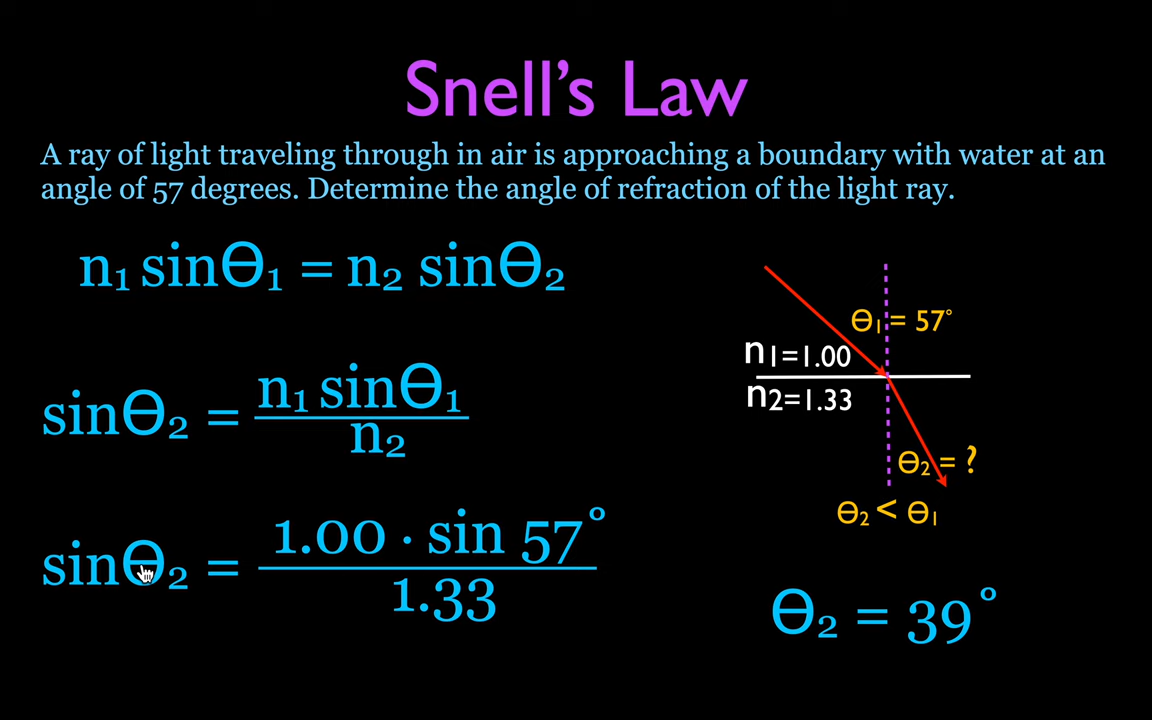 Snell's Law
A ray of light traveling through in air is approaching a boundary with water at an
angle of 57 degrees. Determine the angle of refraction of the light ray.
n₁ sinΘ₁ = n₂ sinΘ₂
sinΘ₂ = n₁ sinΘ₁
n₂
sinΘ₂ = 1.00 · sin 57°
1.33
Θ₁ = 57°
n₁=1.00
n₂=1.33
Θ₂ = ?
Θ₂ < Θ₁
Θ₂ = 39°